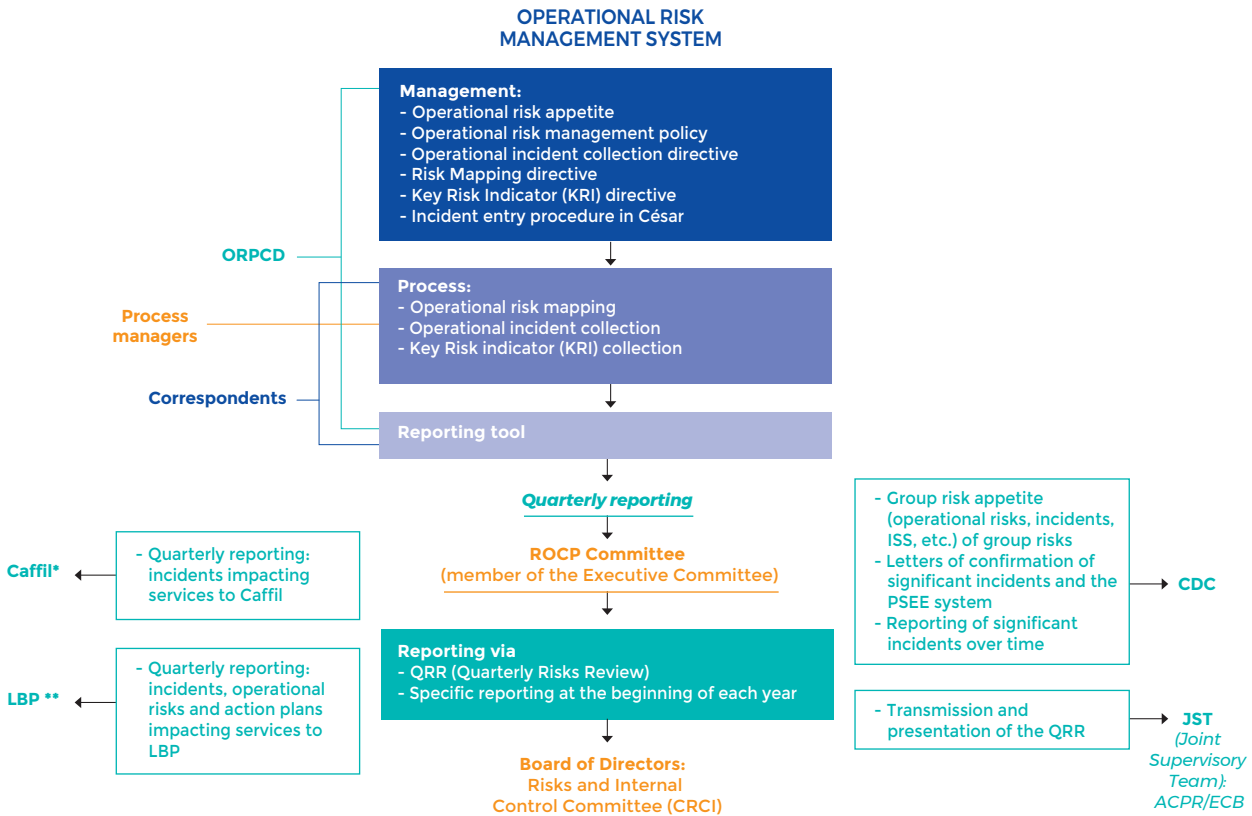 OPERATIONAL RISK
MANAGEMENT SYSTEM
Management:
- Operational risk appetite
- Operational risk management policy
- Operational incident collection directive
- Risk Mapping directive
- Key Risk Indicator (KRI) directive
- Incident entry procedure in César
ORPCD
Process:
- Operational risk mapping
- Operational incident collection
- Key Risk indicator (KRI) collection
Process
managers
Correspondents
Reporting tool
Quarterly reporting
ROCP Committee
(member of the Executive Committee)
Caffil*
- Quarterly reporting:
incidents impacting
services to Caffil
- Group risk appetite
(operational risks, incidents,
ISS, etc.) of group risks
- Letters of confirmation of
significant incidents and the
PSEE system
- Reporting of significant
incidents over time
CDC
Reporting via
- QRR (Quarterly Risks Review)
- Specific reporting at the beginning of each year
LBP **
- Quarterly reporting:
incidents, operational
risks and action plans
impacting services to
LBP
- Transmission and
presentation of the QRR
JST
(Joint
Supervisory
Team):
ACPR/ECB
Board of Directors:
Risks and Internal
Control Committee (CRCI)